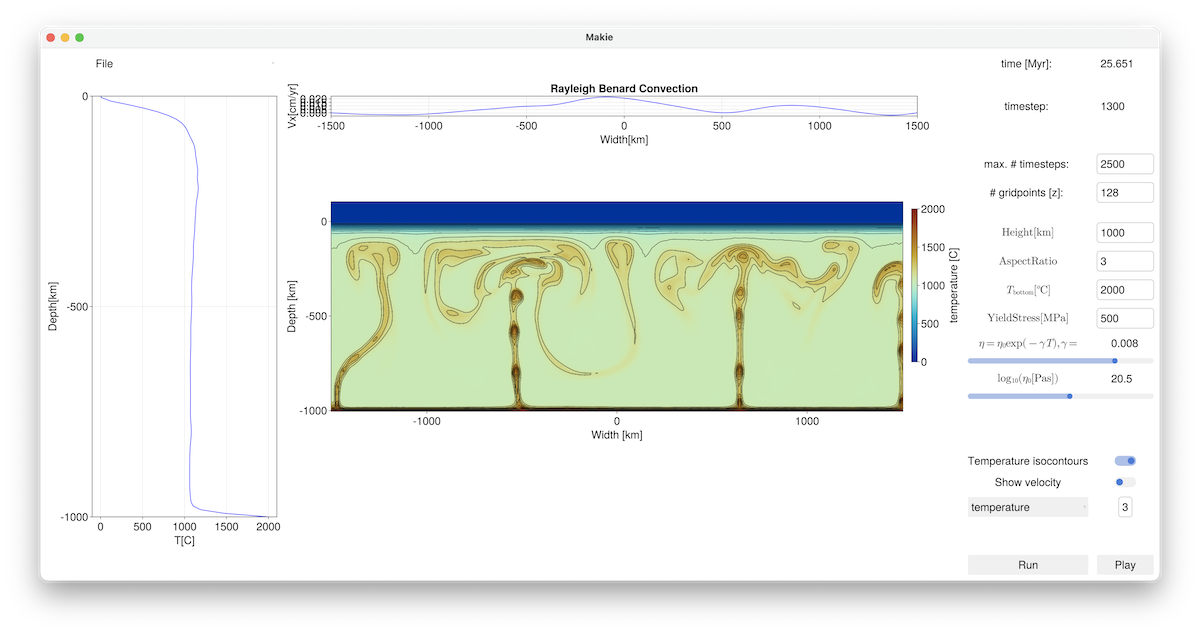 Makie
File
time [Myr]: 25.651
timestep: 1300
max. # timesteps: 2500
# gridpoints [z]: 128
Height[km] 1000
AspectRatio 3
T_bottom[°C] 2000
YieldStress[MPa] 500
η = η₀exp( − γT), γ = 0.008
log₁₀(η₀[Pas]) 20.5
Temperature isocontours
Show velocity
temperature 3
Run Play
Rayleigh Benard Convection
Vx[cm/yr]
0.020
0.000
-1500 -1000 -500 0 500 1000 1500
Width[km]
Depth[km]
0
-500
-1000
0 500 1000 1500 2000
T[C]
Depth [km]
0
-500
-1000
-1000 0 1000
Width [km]
2000
1500
1000
500
0
temperature [C]